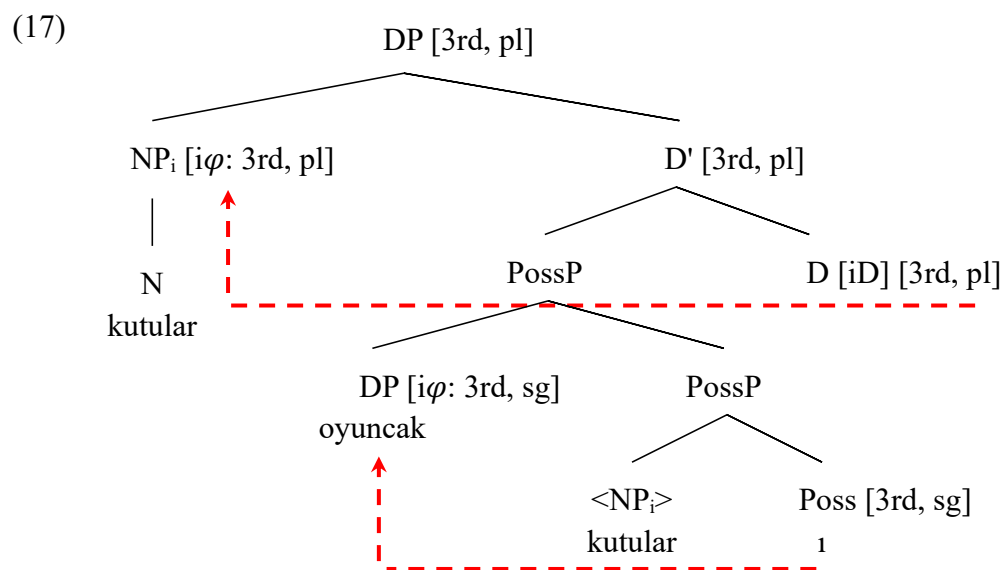 (17)
DP [3rd, pl]
NPᵢ [iφ: 3rd, pl] D' [3rd, pl]
N PossP D [iD] [3rd, pl]
kutular
DP [iφ: 3rd, sg] PossP
oyuncak
<NPᵢ> Poss [3rd, sg]
kutular ı